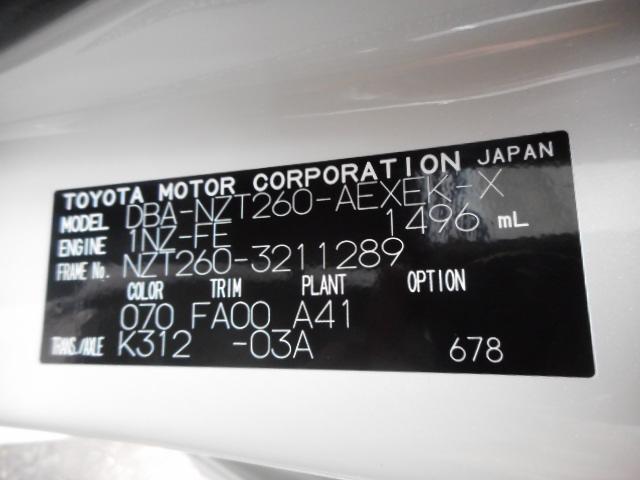 TOYOTA MOTOR CORPORATION JAPAN
MODEL DBA-NZT260-AEXEK-X
ENGINE 1NZ-FE 1496 mL
FRAME No. NZT260-3211289
COLOR TRIM PLANT OPTION
070 FA00 A41
TRANS./AXLE K312 -03A 678